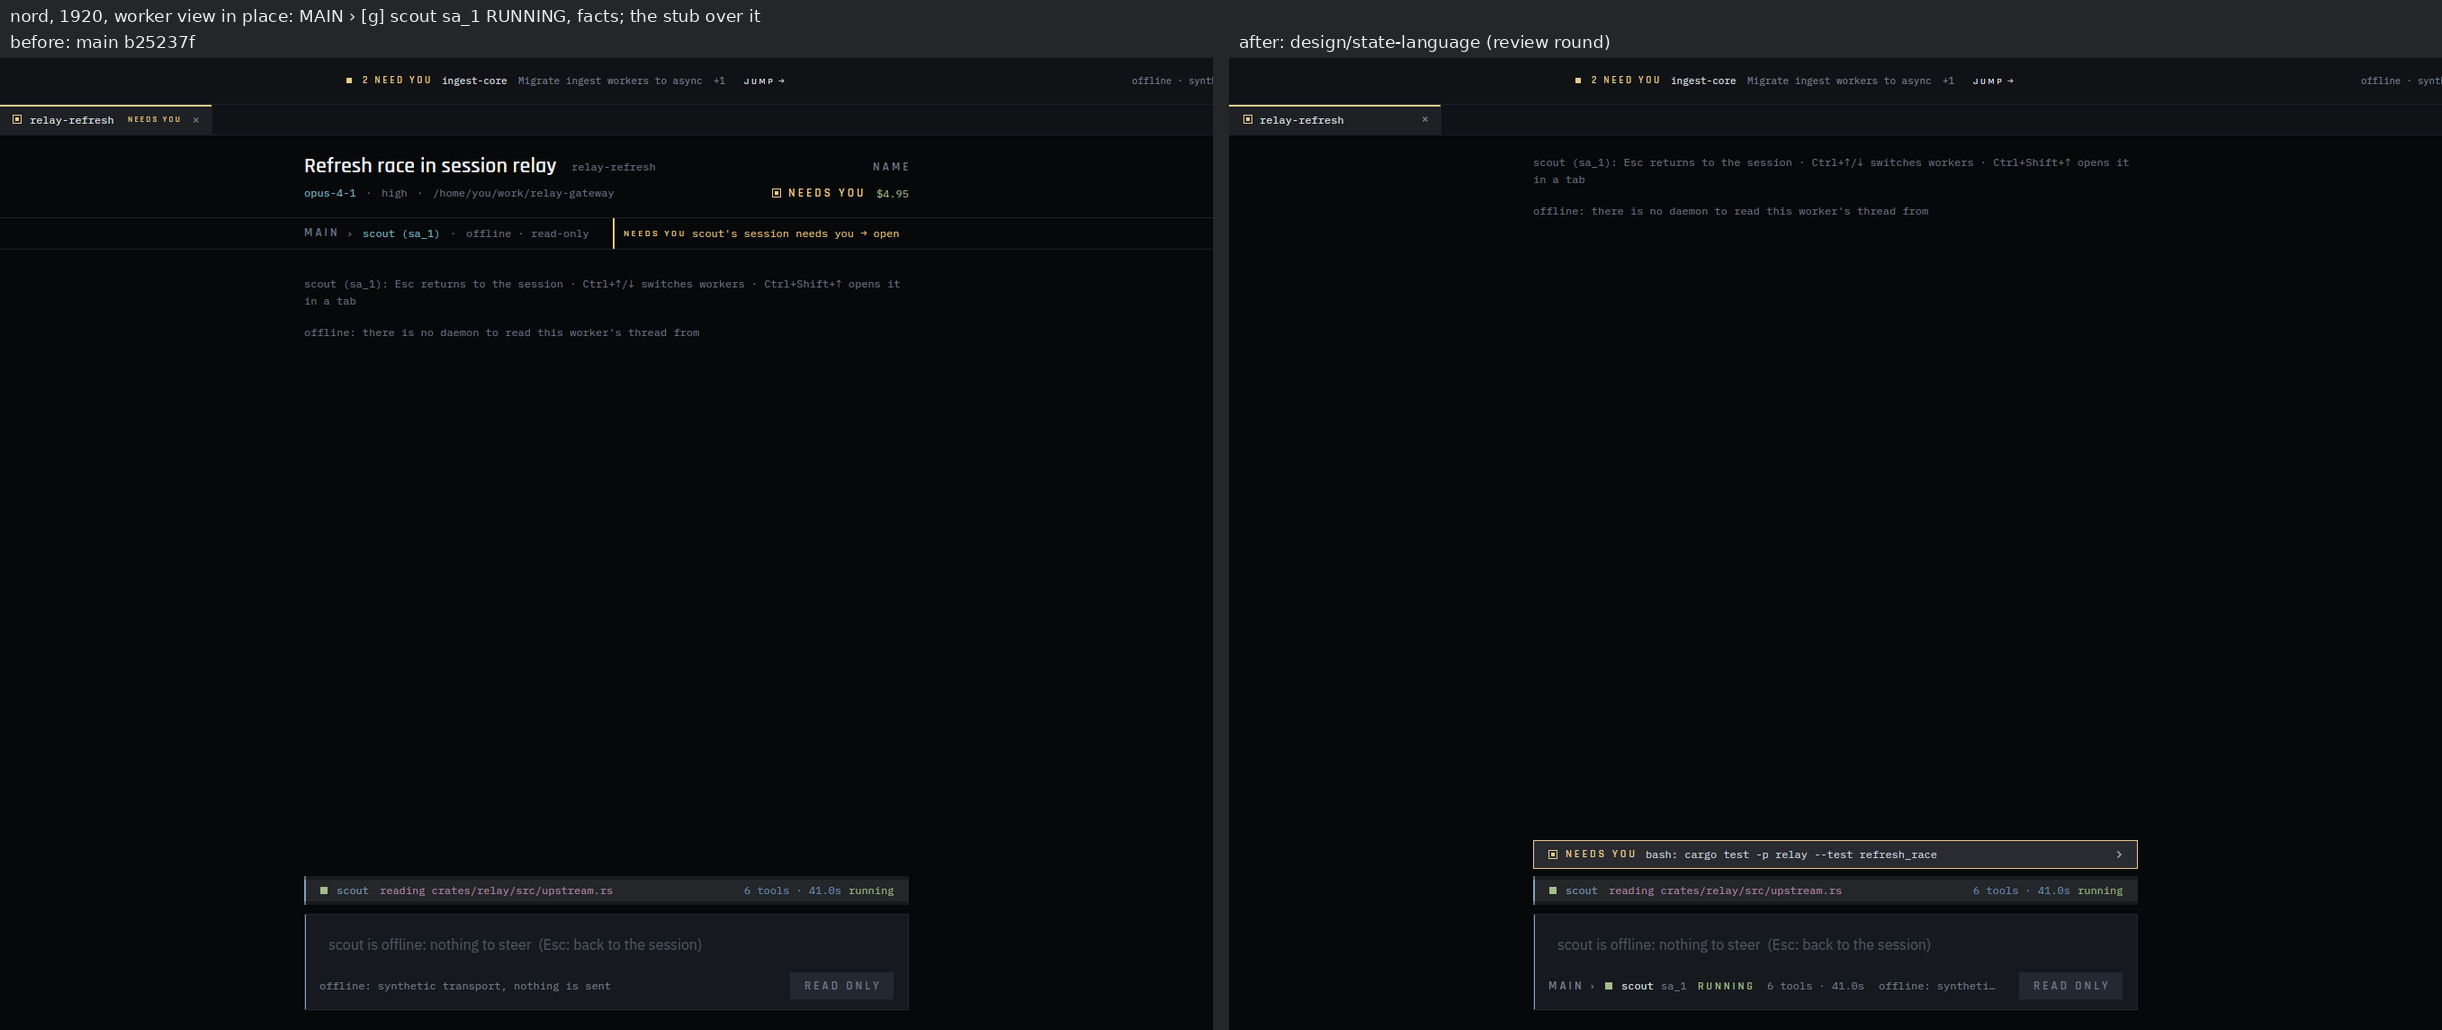 nord, 1920, worker view in place: MAIN › [g] scout sa_1 RUNNING, facts; the stub over it
before: main b25237f
2 NEED YOU ingest-core Migrate ingest workers to async +1 JUMP → offline · synt
relay-refresh NEEDS YOU ×
Refresh race in session relay relay-refresh NAME
opus-4-1 · high · /home/you/work/relay-gateway NEEDS YOU $4.95
MAIN › scout (sa_1) · offline · read-only NEEDS YOU scout's session needs you → open
scout (sa_1): Esc returns to the session · Ctrl+↑/↓ switches workers · Ctrl+Shift+↑ opens it
in a tab
offline: there is no daemon to read this worker's thread from
scout reading crates/relay/src/upstream.rs 6 tools · 41.0s running
scout is offline: nothing to steer (Esc: back to the session)
offline: synthetic transport, nothing is sent READ ONLY
after: design/state-language (review round)
2 NEED YOU ingest-core Migrate ingest workers to async +1 JUMP → offline · synt
relay-refresh ×
scout (sa_1): Esc returns to the session · Ctrl+↑/↓ switches workers · Ctrl+Shift+↑ opens it
in a tab
offline: there is no daemon to read this worker's thread from
NEEDS YOU bash: cargo test -p relay --test refresh_race ›
scout reading crates/relay/src/upstream.rs 6 tools · 41.0s running
scout is offline: nothing to steer (Esc: back to the session)
MAIN › scout sa_1 RUNNING 6 tools · 41.0s offline: syntheti… READ ONLY